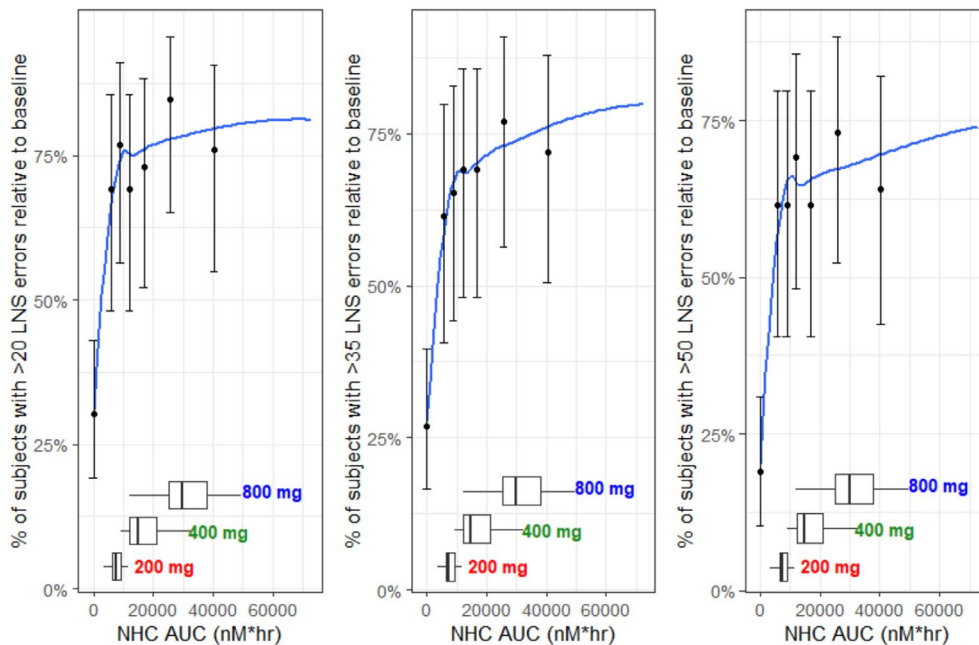 % of subjects with >20 LNS errors relative to baseline
75%
50%
25%
0%
800 mg
400 mg
200 mg
0 20000 40000 60000
NHC AUC (nM*hr)
% of subjects with >35 LNS errors relative to baseline
75%
50%
25%
0%
800 mg
400 mg
200 mg
0 20000 40000 60000
NHC AUC (nM*hr)
% of subjects with >50 LNS errors relative to baseline
75%
50%
25%
0%
800 mg
400 mg
200 mg
0 20000 40000 60000
NHC AUC (nM*hr)